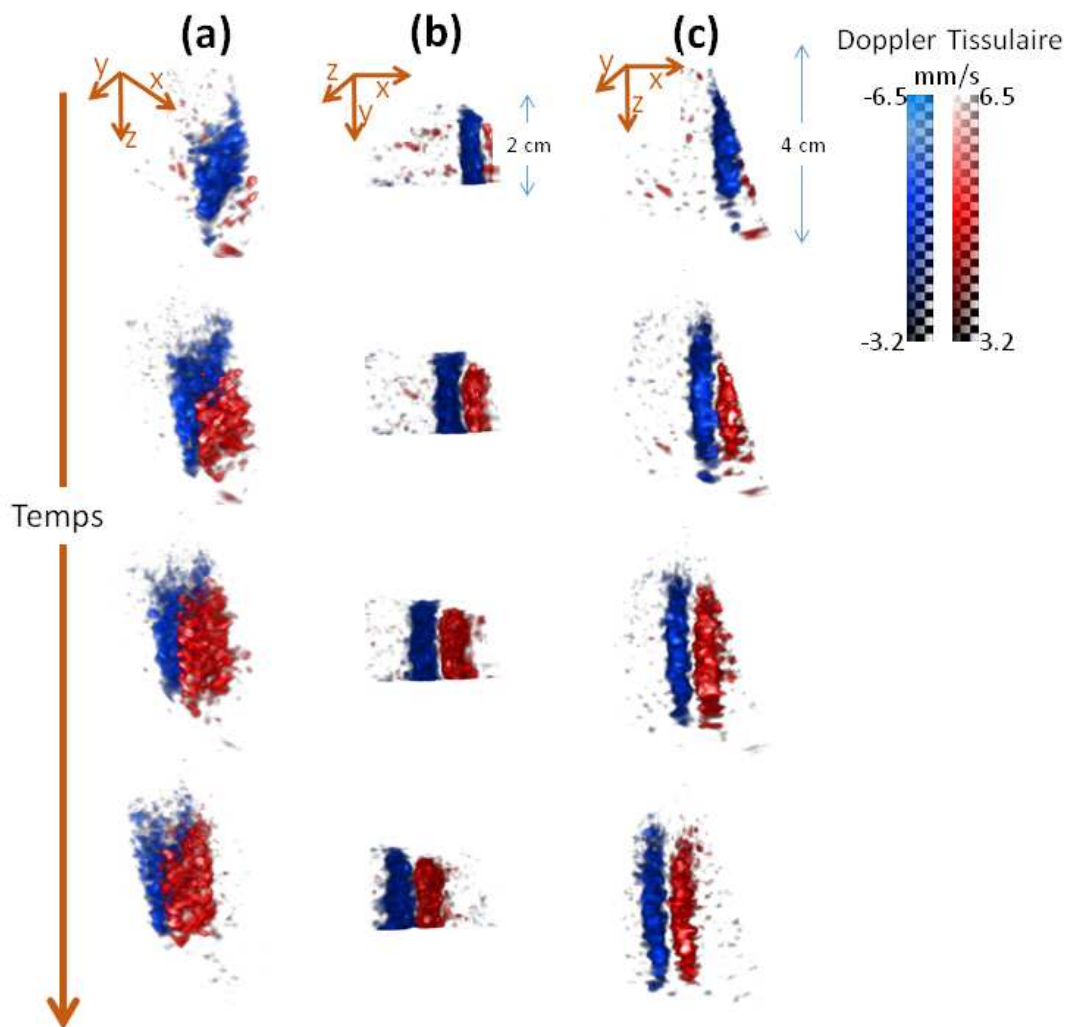 (a) (b) (c)
Doppler Tissulaire
mm/s
y x z
z x y
y x z
2 cm
4 cm
-6.5 6.5
-3.2 3.2
Temps